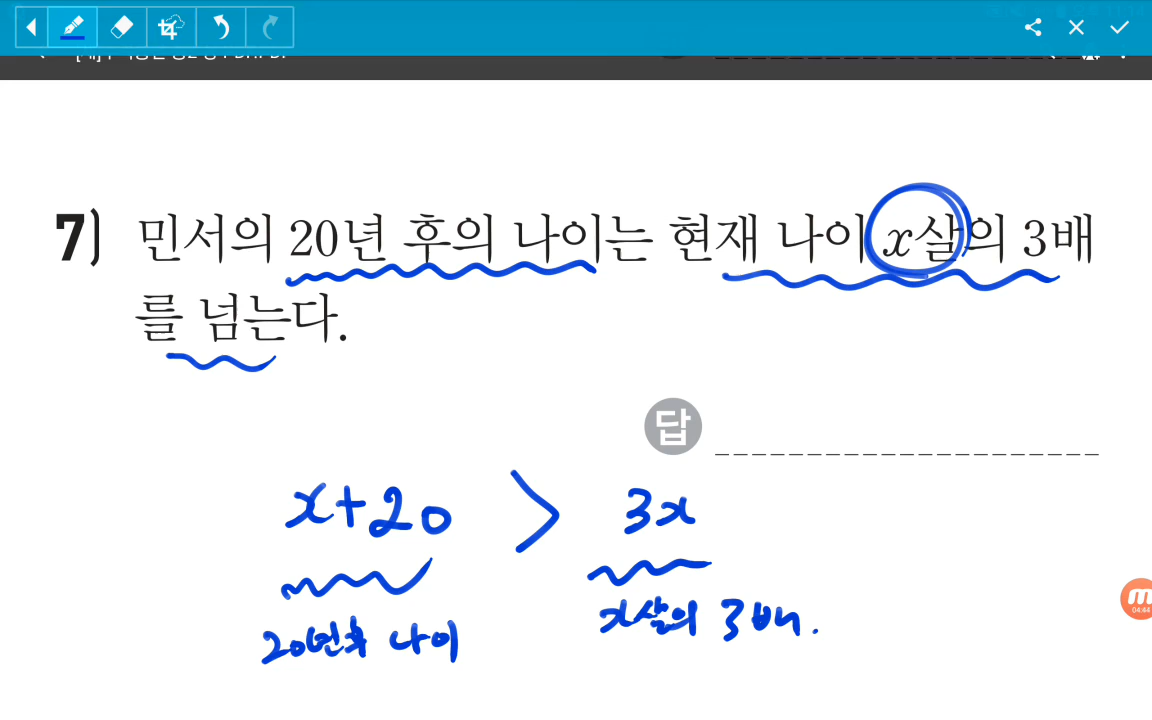 7) 민서의 20년 후의 나이는 현재 나이 x살의 3배
를 넘는다.
답
x+20 > 3x
20년후 나이
x살의 3배.
04:44